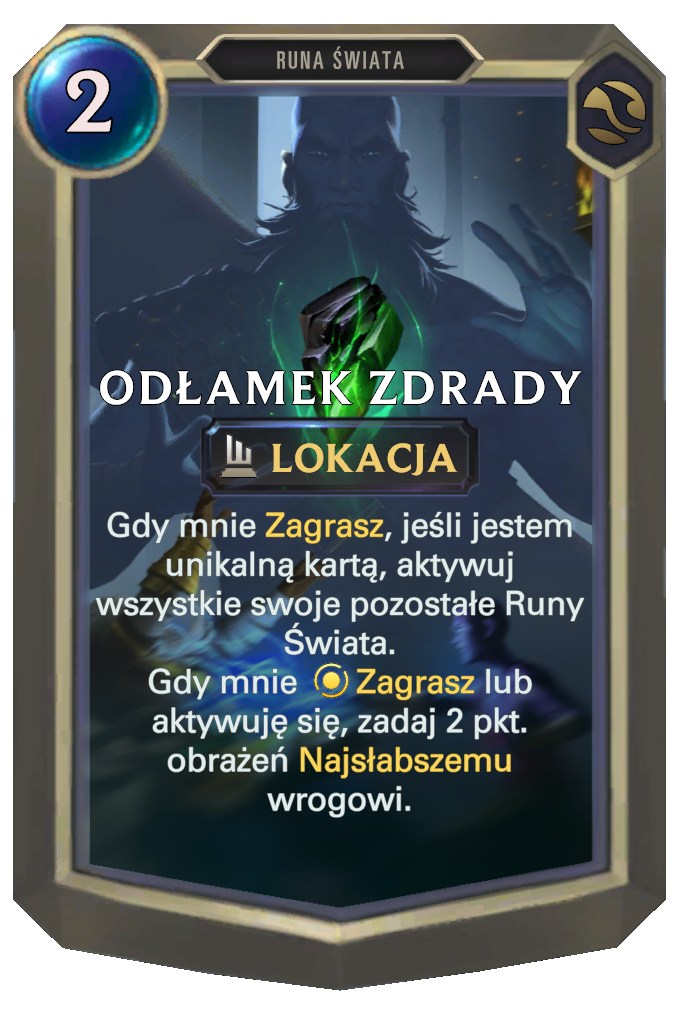 RUNA ŚWIATA
2
ODŁAMEK ZDRADY
LOKACJA
Gdy mnie Zagrasz, jeśli jestem
unikalną kartą, aktywuj
wszystkie swoje pozostałe Runy
Świata.
Gdy mnie Zagrasz lub
aktywuję się, zadaj 2 pkt.
obrażeń Najsłabszemu
wrogowi.